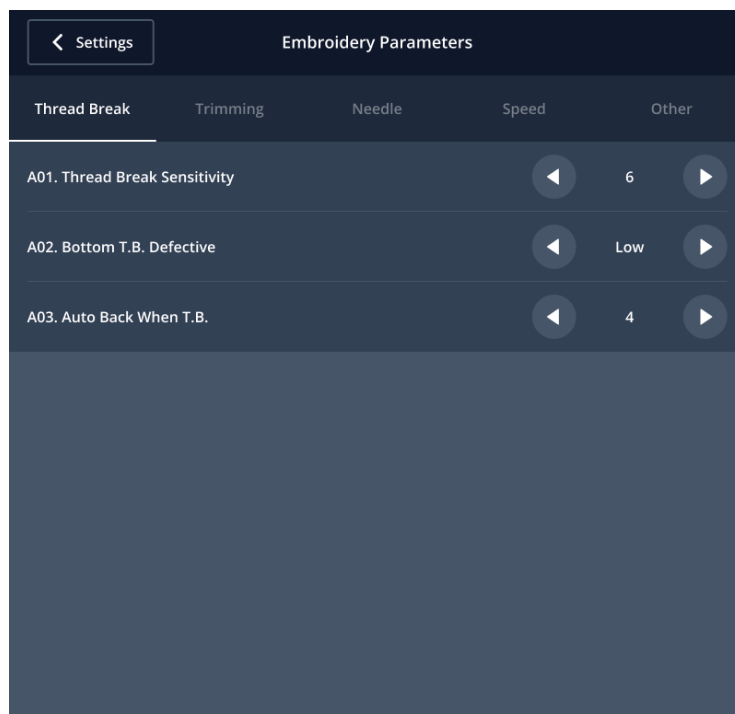 Settings
Embroidery Parameters
Thread Break Trimming Needle Speed Other
A01. Thread Break Sensitivity 6
A02. Bottom T.B. Defective Low
A03. Auto Back When T.B. 4